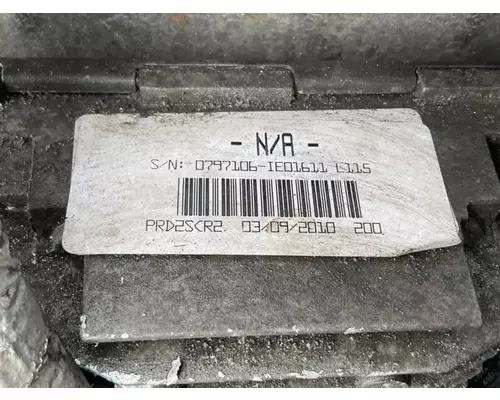 - N/A -
S/N: 0797106-IE01611 L115
PRD2SCR2. 03/09/2010 200